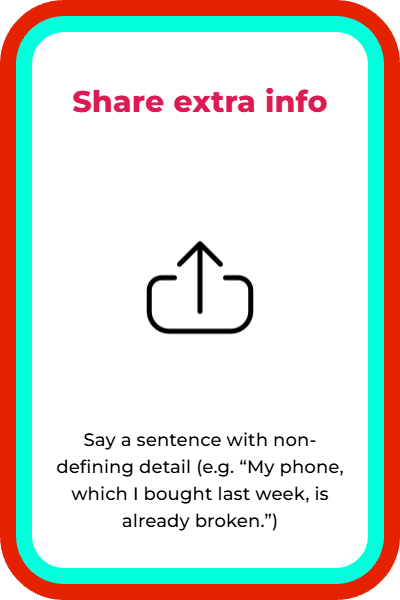 Share extra info
Say a sentence with non-
defining detail (e.g. “My phone,
which I bought last week, is
already broken.”)